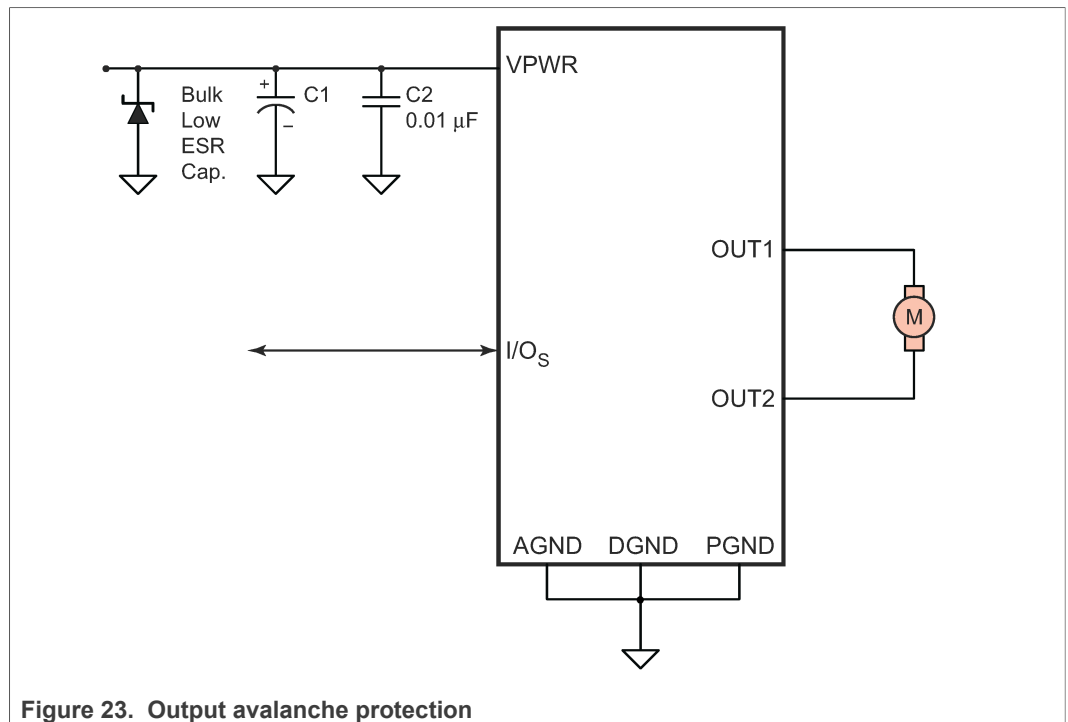 VPWR
Bulk
Low
ESR
Cap.
+
C1
−
C2
0.01 μF
OUT1
M
I/OS
OUT2
AGND DGND PGND
Figure 23. Output avalanche protection